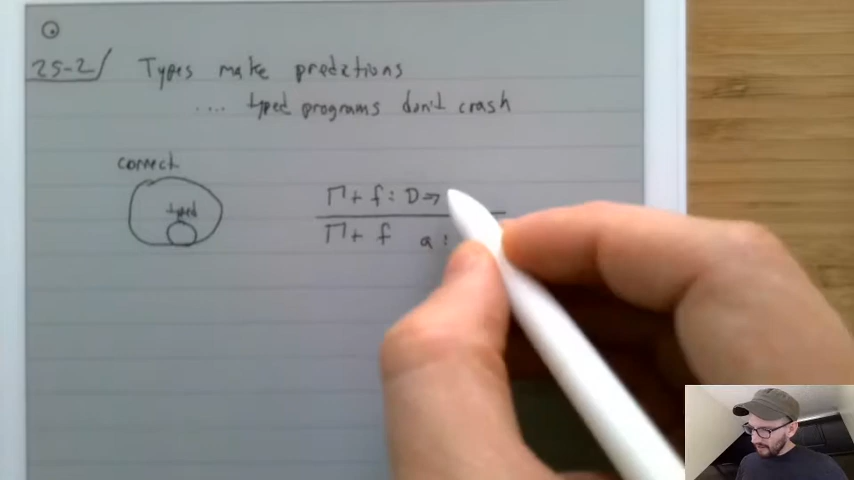 25-2/ Types make predictions
.... typed programs don't crash
correct
typed
Γ ⊢ f : D →
Γ ⊢ f a :